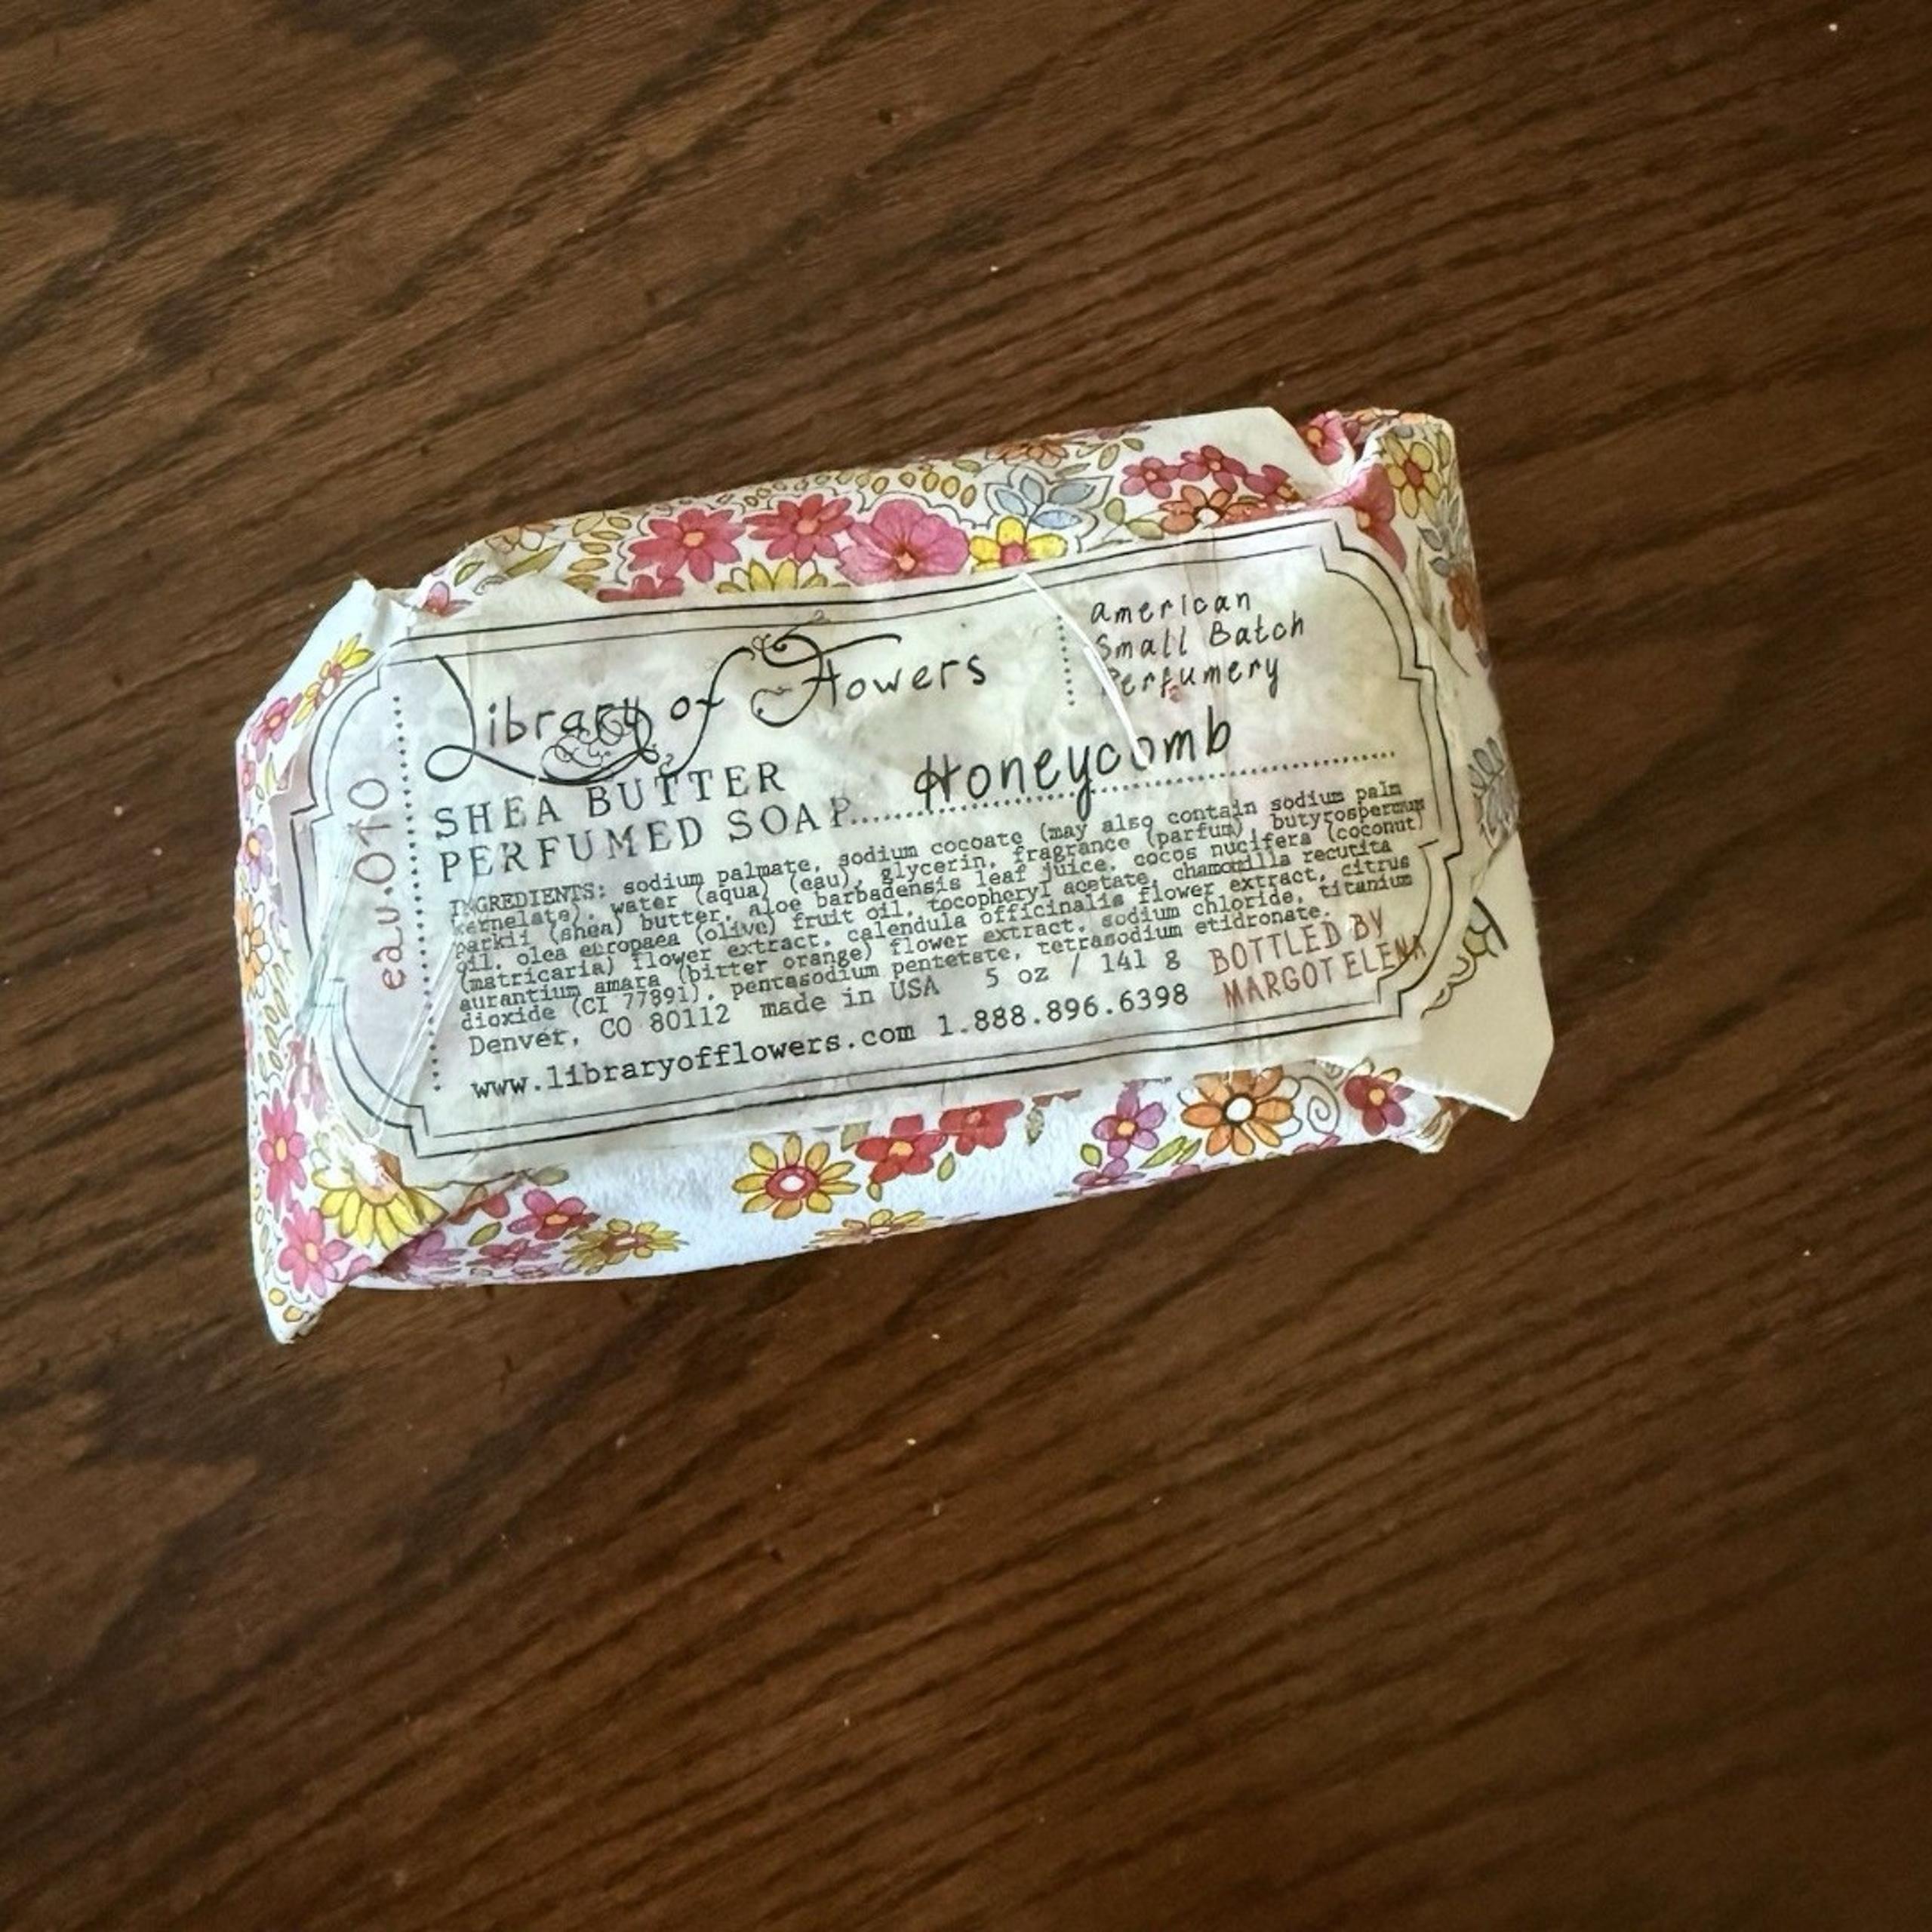 Library of Flowers
american
Small Batch
Perfumery
eau.010
SHEA BUTTER
PERFUMED SOAP
Honeycomb
INGREDIENTS: sodium palmate, sodium cocoate (may also contain sodium palm
kernelate), water (aqua) (eau), glycerin, fragrance (parfum), butyrospermum
parkii (shea) butter, aloe barbadensis leaf juice, cocos nucifera (coconut)
oil, olea europaea (olive) fruit oil, tocopheryl acetate, chamomilla recutita
(matricaria) flower extract, calendula officinalis flower extract, citrus
aurantium amara (bitter orange) flower extract, sodium chloride, titanium
dioxide (CI 77891), pentasodium pentetate, tetrasodium etidronate.
Denver, CO 80112 made in USA 5 oz / 141 g
www.libraryofflowers.com 1.888.896.6398
BOTTLED BY
MARGOT ELENA